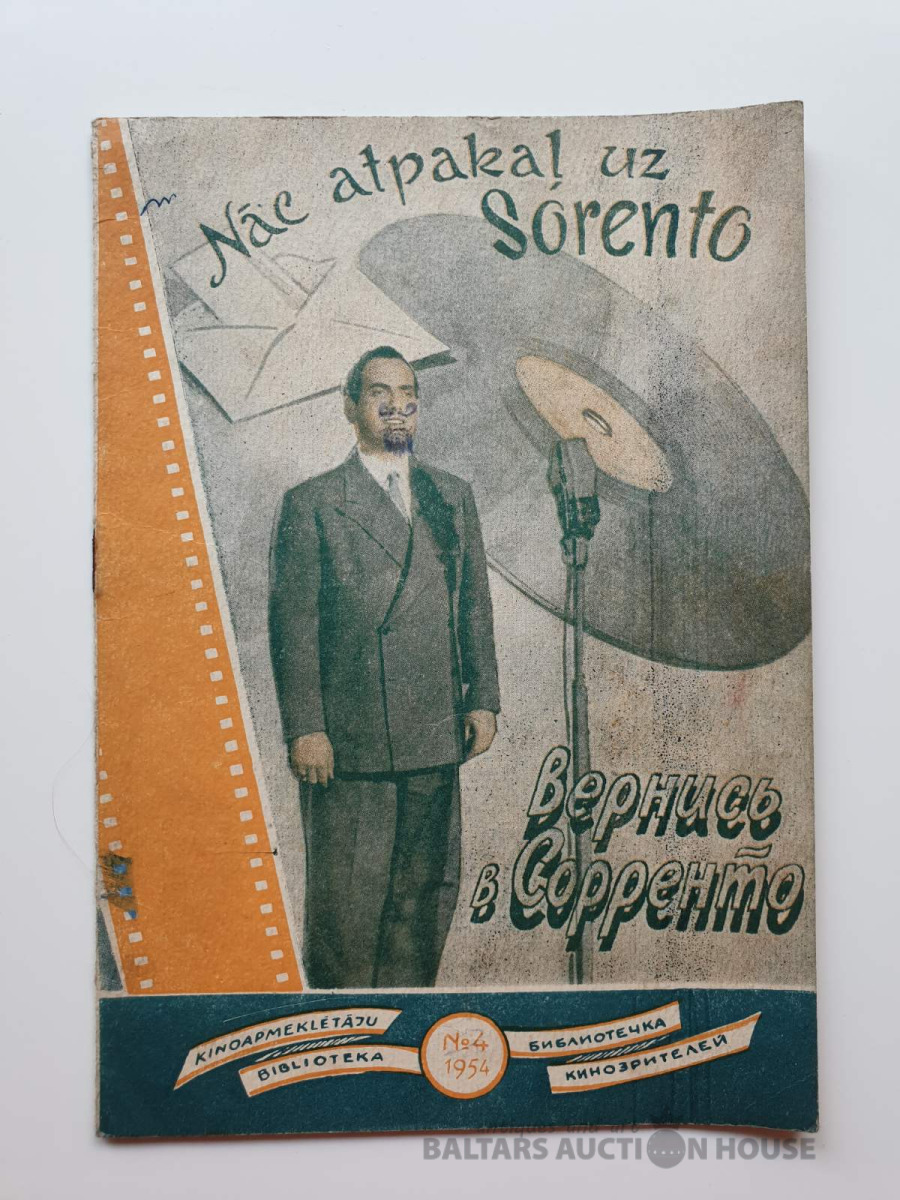 Nāc atpakaļ uz
Sorento
Вернись
в Сорренто
KINOAPMEKLĒTĀJU
BIBLIOTEKA
№4
1954
БИБЛИОТЕЧКА
КИНОЗРИТЕЛЕЙ
BALTARS AUCTION HOUSE